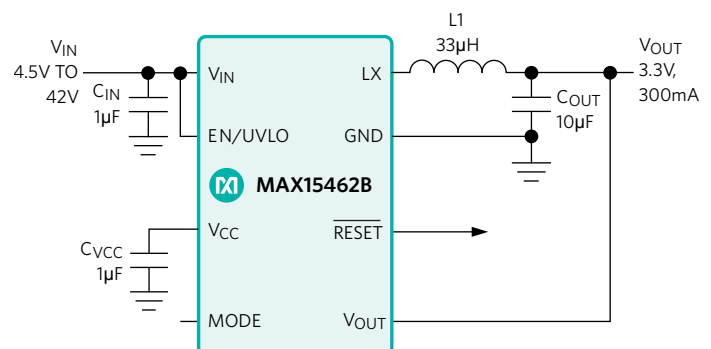 L1
33µH
VIN
4.5V TO
42V
CIN
1µF
VIN
LX
VOUT
3.3V,
300mA
COUT
10µF
EN/UVLO
GND
MAX15462B
VCC
RESET
CVCC
1µF
MODE
VOUT